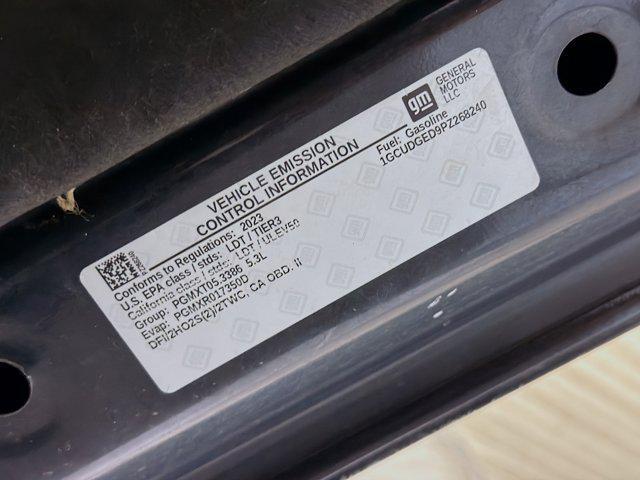 gm GENERAL
MOTORS
LLC
VEHICLE EMISSION
CONTROL INFORMATION
Fuel: Gasoline
1GCUDGED9PZ268240
PZ268240
Conforms to Regulations: 2023
U.S. EPA class / stds: LDT / TIER3
California class / stds: LDT / ULEV50
Group: PGMXT05.3386 5.3L
Evap: PGMXR017350D
DFI/2HO2S(2)/2TWC, CA OBD. II